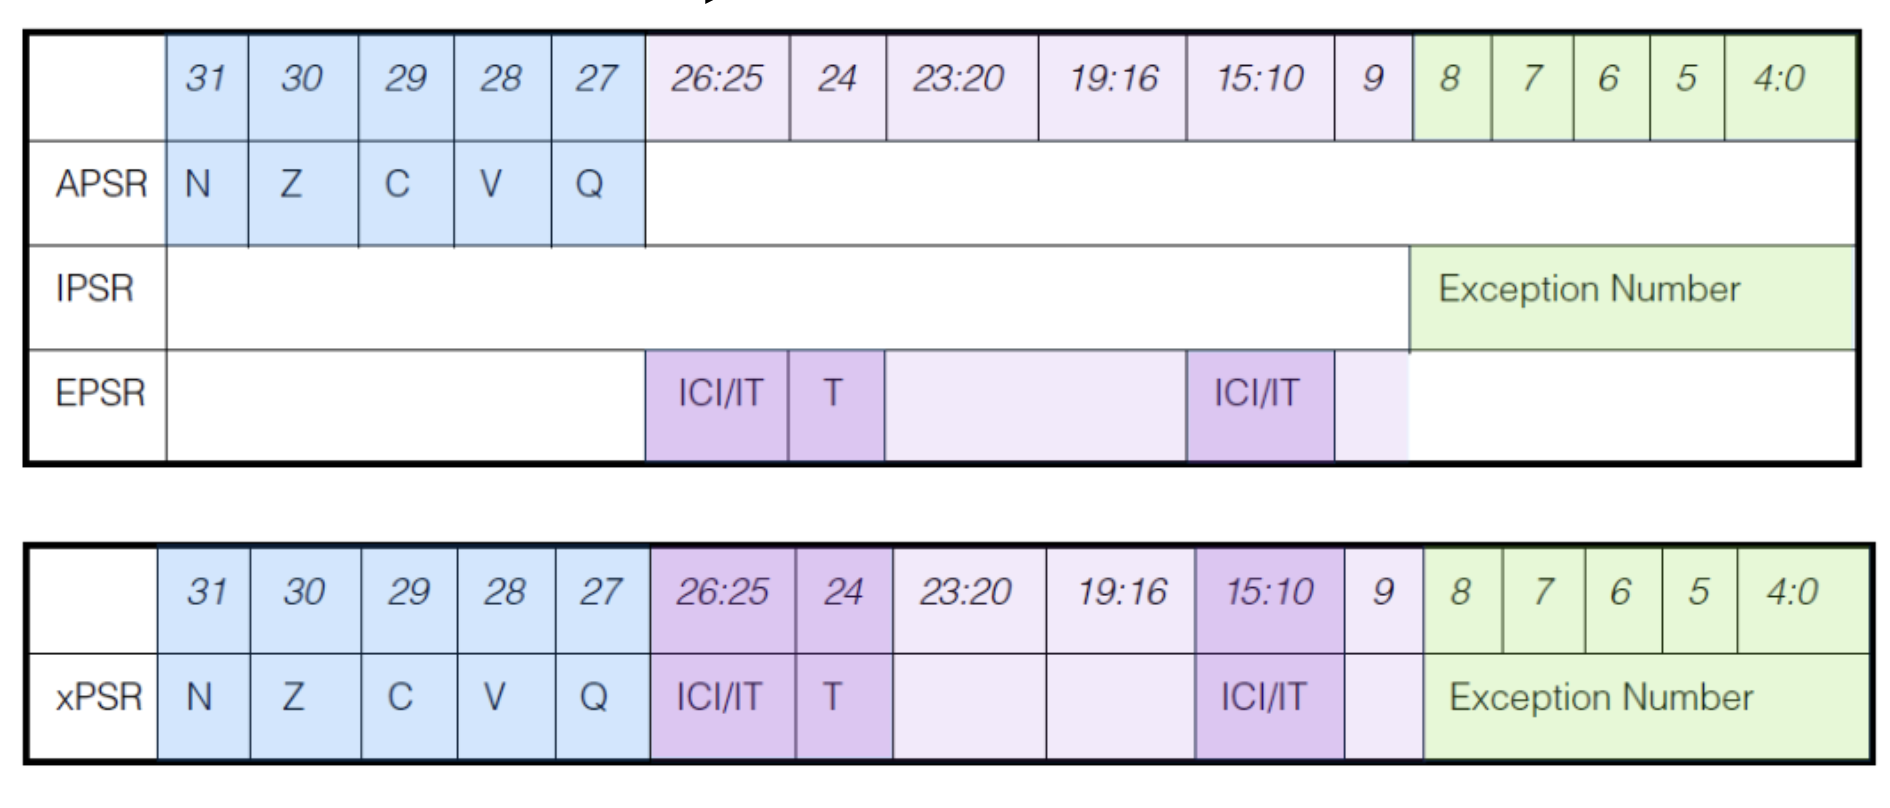 31 30 29 28 27 26:25 24 23:20 19:16 15:10 9 8 7 6 5 4:0
APSR N Z C V Q
IPSR Exception Number
EPSR ICI/IT T ICI/IT
31 30 29 28 27 26:25 24 23:20 19:16 15:10 9 8 7 6 5 4:0
xPSR N Z C V Q ICI/IT T ICI/IT Exception Number